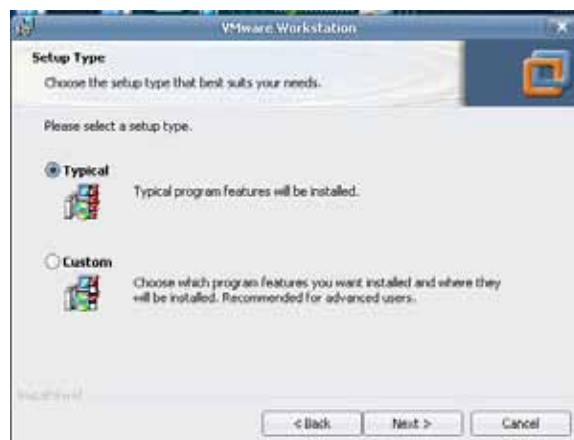 VMware Workstation
Setup Type
Choose the setup type that best suits your needs.
Please select a setup type.
Typical
Typical program features will be installed.
Custom
Choose which program features you want installed and where they
will be installed. Recommended for advanced users.
InstallShield
< Back
Next >
Cancel